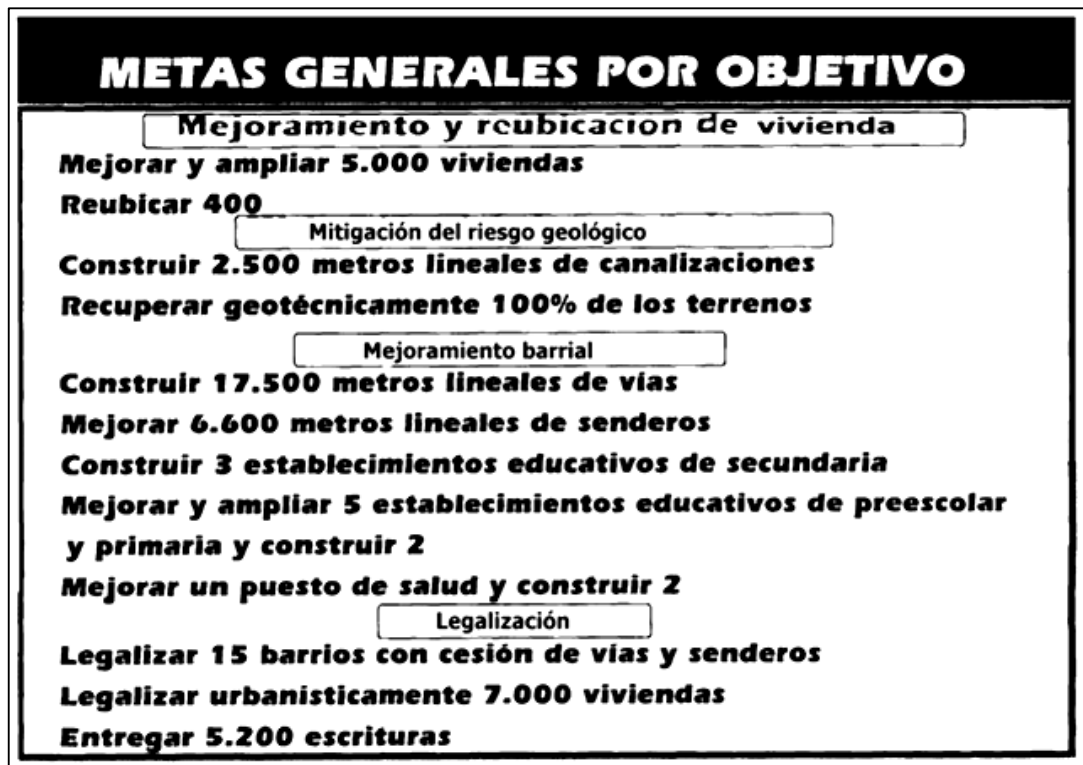 METAS GENERALES POR OBJETIVO
Mejoramiento y reubicacion de vivienda
Mejorar y ampliar 5.000 viviendas
Reubicar 400
Mitigación del riesgo geológico
Construir 2.500 metros lineales de canalizaciones
Recuperar geotécnicamente 100% de los terrenos
Mejoramiento barrial
Construir 17.500 metros lineales de vías
Mejorar 6.600 metros lineales de senderos
Construir 3 establecimientos educativos de secundaria
Mejorar y ampliar 5 establecimientos educativos de preescolar
y primaria y construir 2
Mejorar un puesto de salud y construir 2
Legalización
Legalizar 15 barrios con cesión de vías y senderos
Legalizar urbanísticamente 7.000 viviendas
Entregar 5.200 escrituras